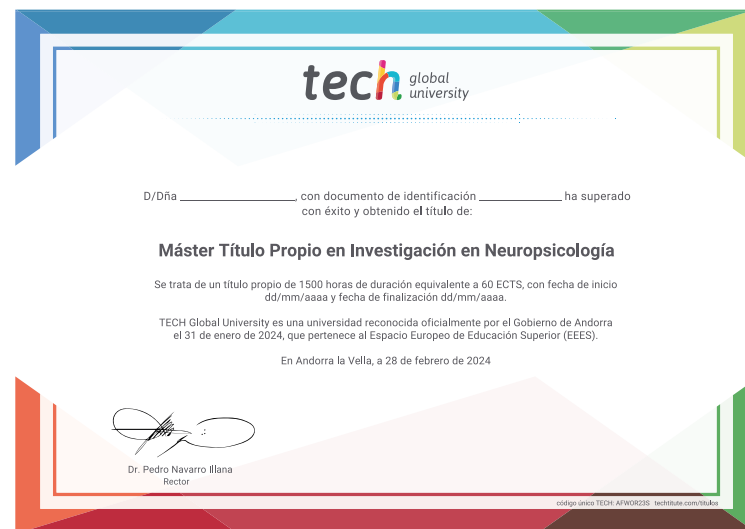 tech global university
D/Dña ____________, con documento de identificación ____________ ha superado
con éxito y obtenido el título de:
Máster Título Propio en Investigación en Neuropsicología
Se trata de un título propio de 1500 horas de duración equivalente a 60 ECTS, con fecha de inicio
dd/mm/aaaa y fecha de finalización dd/mm/aaaa.
TECH Global University es una universidad reconocida oficialmente por el Gobierno de Andorra
el 31 de enero de 2024, que pertenece al Espacio Europeo de Educación Superior (EEES).
En Andorra la Vella, a 28 de febrero de 2024
Dr. Pedro Navarro Illana
Rector
código único TECH: AFWOR23S techtitute.com/titulos